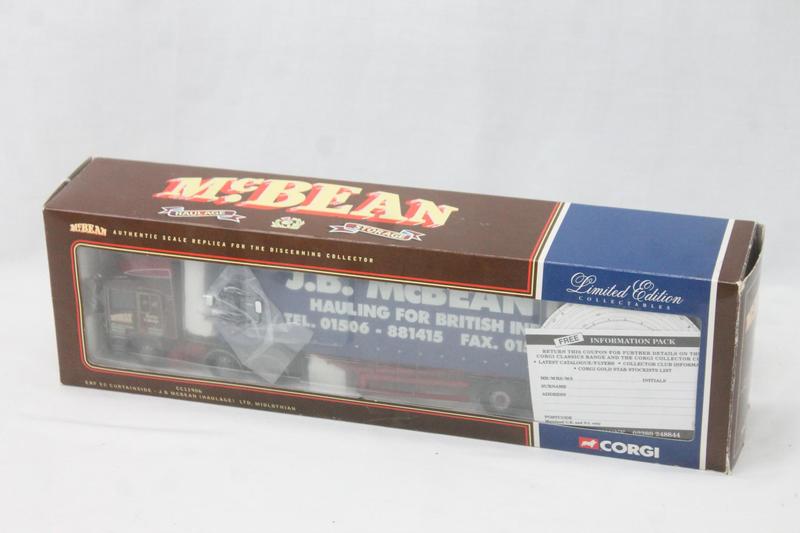 McBEAN
HAULAGE
STORAGE
McBEAN AUTHENTIC SCALE REPLICA FOR THE DISCERNING COLLECTOR
Limited Edition
COLLECTABLES
J.B. McBEAN
HAULING FOR BRITISH IN
TEL. 01506 - 881415 FAX. 01
FREE INFORMATION PACK
RETURN THIS COUPON FOR FURTHER DETAILS ON TH
CORGI CLASSICS RANGE AND THE CORGI COLLECTOR C
• LATEST CATALOGUE/FLYERS • COLLECTOR CLUB INFORMA
• CORGI GOLD STAR STOCKISTS LIST
MR/MRS/MS INITIALS
SURNAME
ADDRESS
POSTCODE
248844
CORGI
ERF EC CURTAINSIDE - J B McBEAN (HAULAGE) LTD, MIDLOTHIAN
CC11906